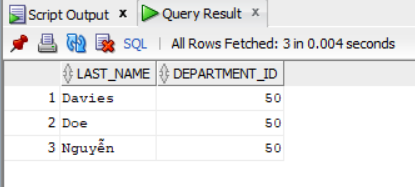 Script Output x Query Result x
SQL | All Rows Fetched: 3 in 0.004 seconds
LAST_NAME DEPARTMENT_ID
1 Davies 50
2 Doe 50
3 Nguyễn 50